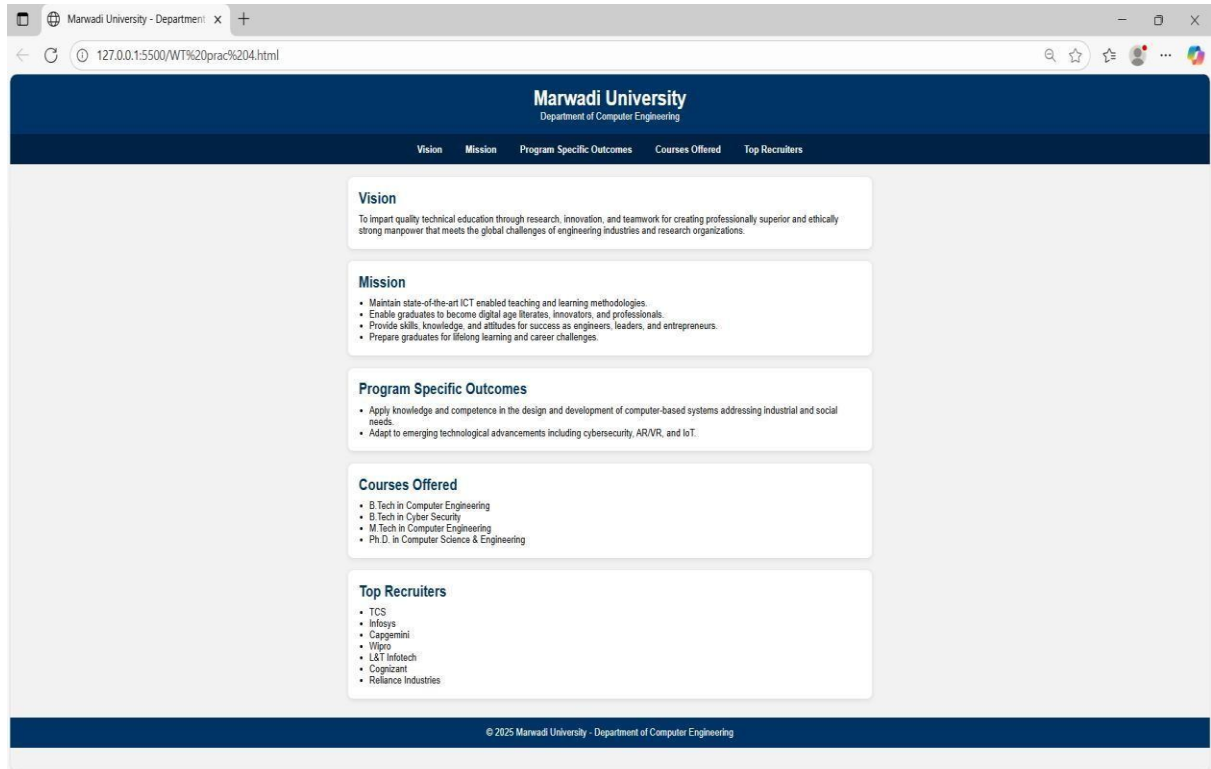 Marwadi University - Department
127.0.0.1:5500/WT%20prac%204.html
Marwadi University
Department of Computer Engineering
Vision Mission Program Specific Outcomes Courses Offered Top Recruiters
Vision
To impart quality technical education through research, innovation, and teamwork for creating professionally superior and ethically
strong manpower that meets the global challenges of engineering industries and research organizations.
Mission
• Maintain state-of-the-art ICT enabled teaching and learning methodologies.
• Enable graduates to become digital age literates, innovators, and professionals.
• Provide skills, knowledge, and attitudes for success as engineers, leaders, and entrepreneurs.
• Prepare graduates for lifelong learning and career challenges.
Program Specific Outcomes
• Apply knowledge and competence in the design and development of computer-based systems addressing industrial and social
needs.
• Adapt to emerging technological advancements including cybersecurity, AR/VR, and IoT.
Courses Offered
• B.Tech in Computer Engineering
• B.Tech in Cyber Security
• M.Tech in Computer Engineering
• Ph.D. in Computer Science & Engineering
Top Recruiters
• TCS
• Infosys
• Capgemini
• Wipro
• L&T Infotech
• Cognizant
• Reliance Industries
© 2025 Marwadi University - Department of Computer Engineering